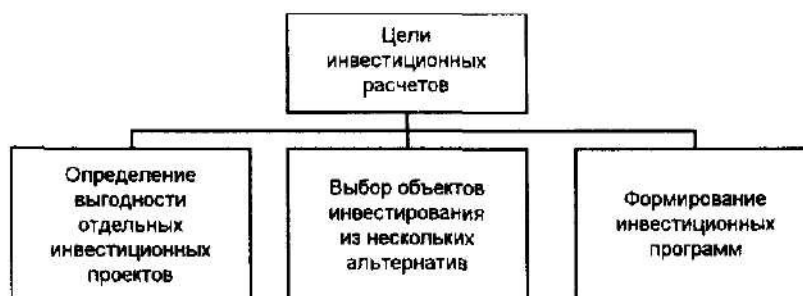 Цели
инвестиционных
расчетов
Определение
выгодности
отдельных
инвестиционных
проектов
Выбор объектов
инвестирования
из нескольких
альтернатив
Формирование
инвестиционных
программ